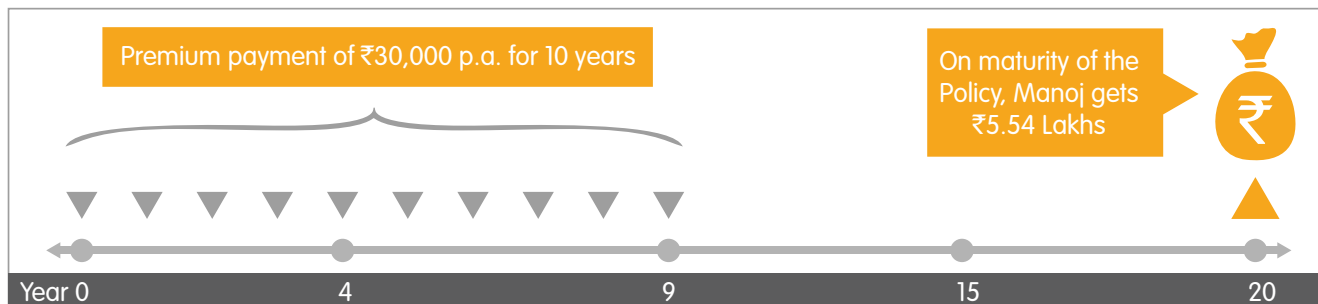 Premium payment of ₹30,000 p.a. for 10 years
On maturity of the
Policy, Manoj gets
₹5.54 Lakhs
₹
Year 0 4 9 15 20